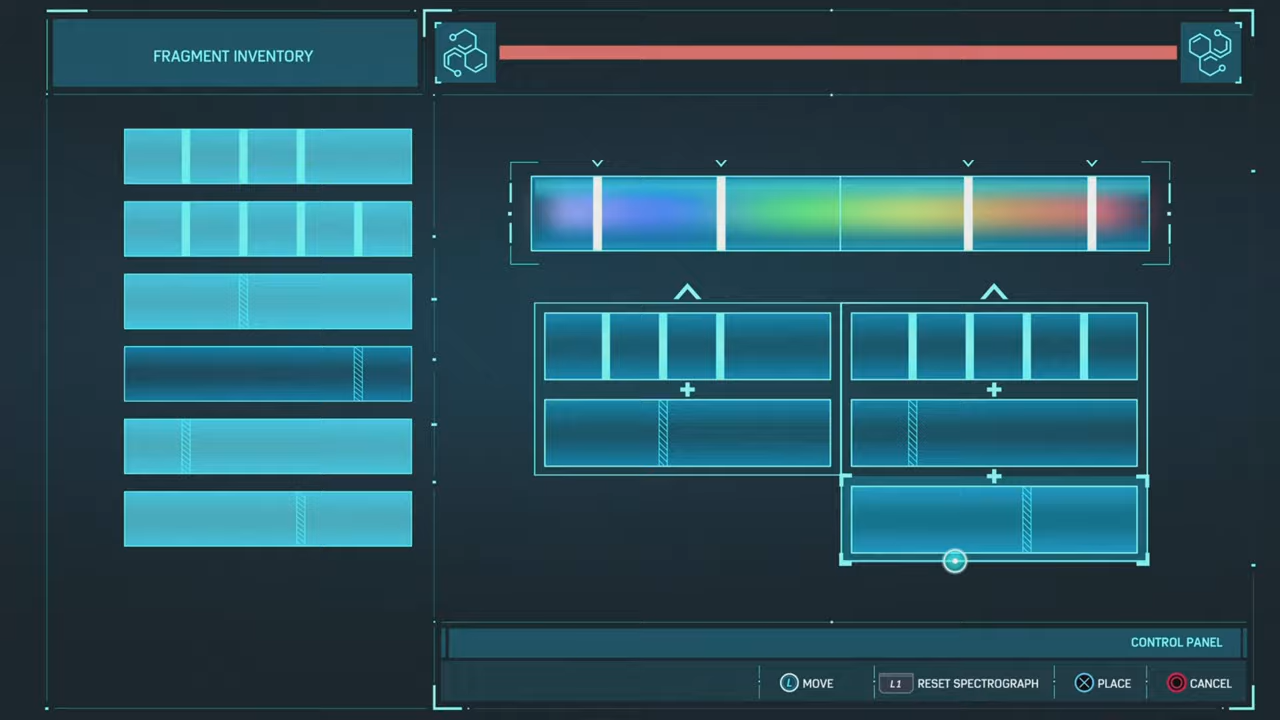 FRAGMENT INVENTORY
CONTROL PANEL
L MOVE
L1 RESET SPECTROGRAPH
PLACE
CANCEL